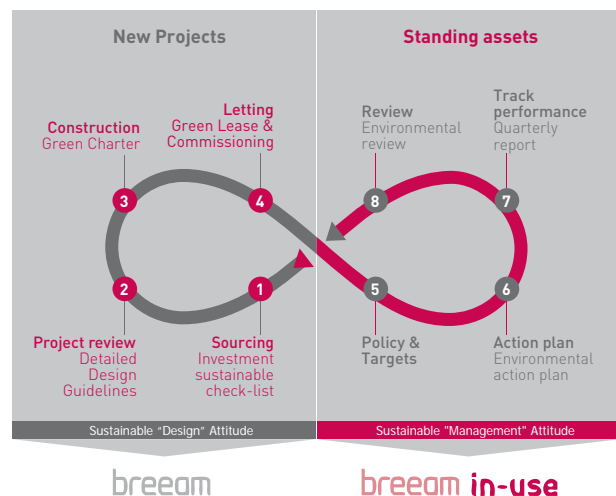 New Projects
Standing assets
Letting
Green Lease &
Commissioning
Construction
Green Charter
Review
Environmental
review
Track
performance
Quarterly
report
3
4
8
7
2
1
5
6
Project review
Detailed
Design
Guidelines
Sourcing
Investment
sustainable
check-list
Policy &
Targets
Action plan
Environmental
action plan
Sustainable "Design" Attitude
Sustainable "Management" Attitude
breeam
breeam in-use